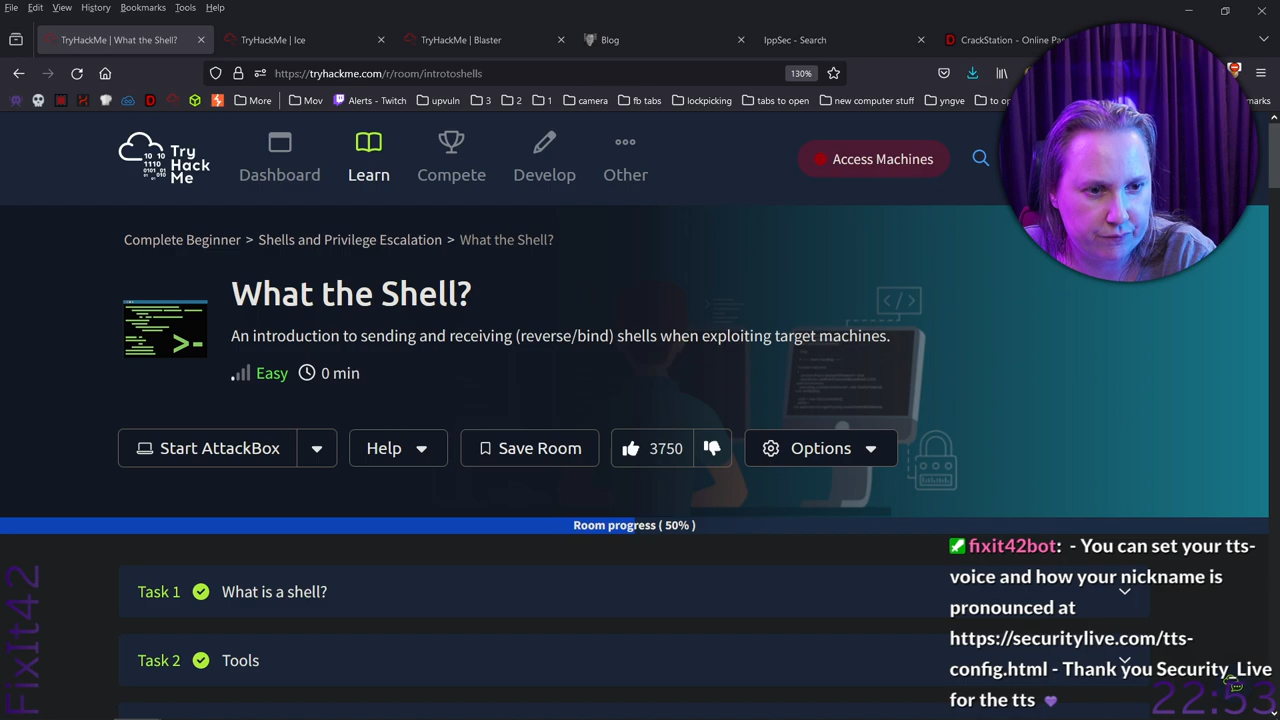 File Edit View History Bookmarks Tools Help
TryHackMe | What the Shell?
TryHackMe | Ice
TryHackMe | Blaster
Blog
IppSec - Search
CrackStation - Online Pa
https://tryhackme.com/r/room/introtoshells
130%
More
Mov
Alerts - Twitch
upvuln
3
2
1
camera
fb tabs
lockpicking
tabs to open
new computer stuff
yngve
to o
Try
Hack
Me
Dashboard
Learn
Compete
Develop
Other
Access Machines
Complete Beginner > Shells and Privilege Escalation > What the Shell?
What the Shell?
An introduction to sending and receiving (reverse/bind) shells when exploiting target machines.
Easy
0 min
Start AttackBox
Help
Save Room
3750
Options
Room progress ( 50% )
Task 1
What is a shell?
Task 2
Tools
fixit42bot: - You can set your tts-
voice and how your nickname is
pronounced at
https://securitylive.com/tts-
config.html - Thank you Security_Live
for the tts
FixIt42
22:53